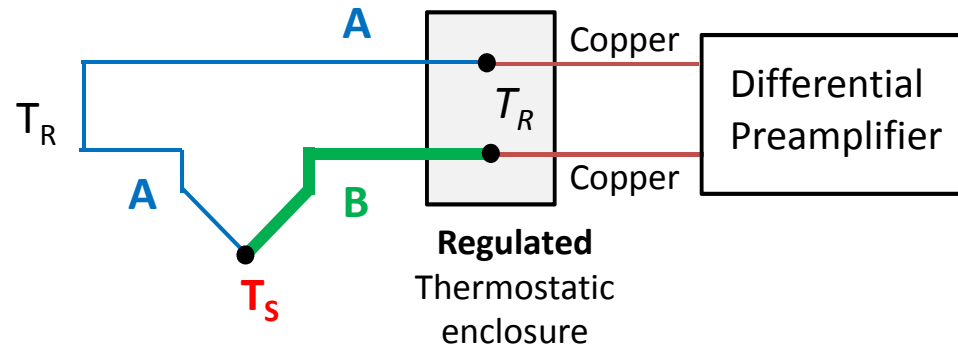 A
Copper
T_R
T_R
Differential
Preamplifier
A
B
Copper
T_S
Regulated
Thermostatic
enclosure